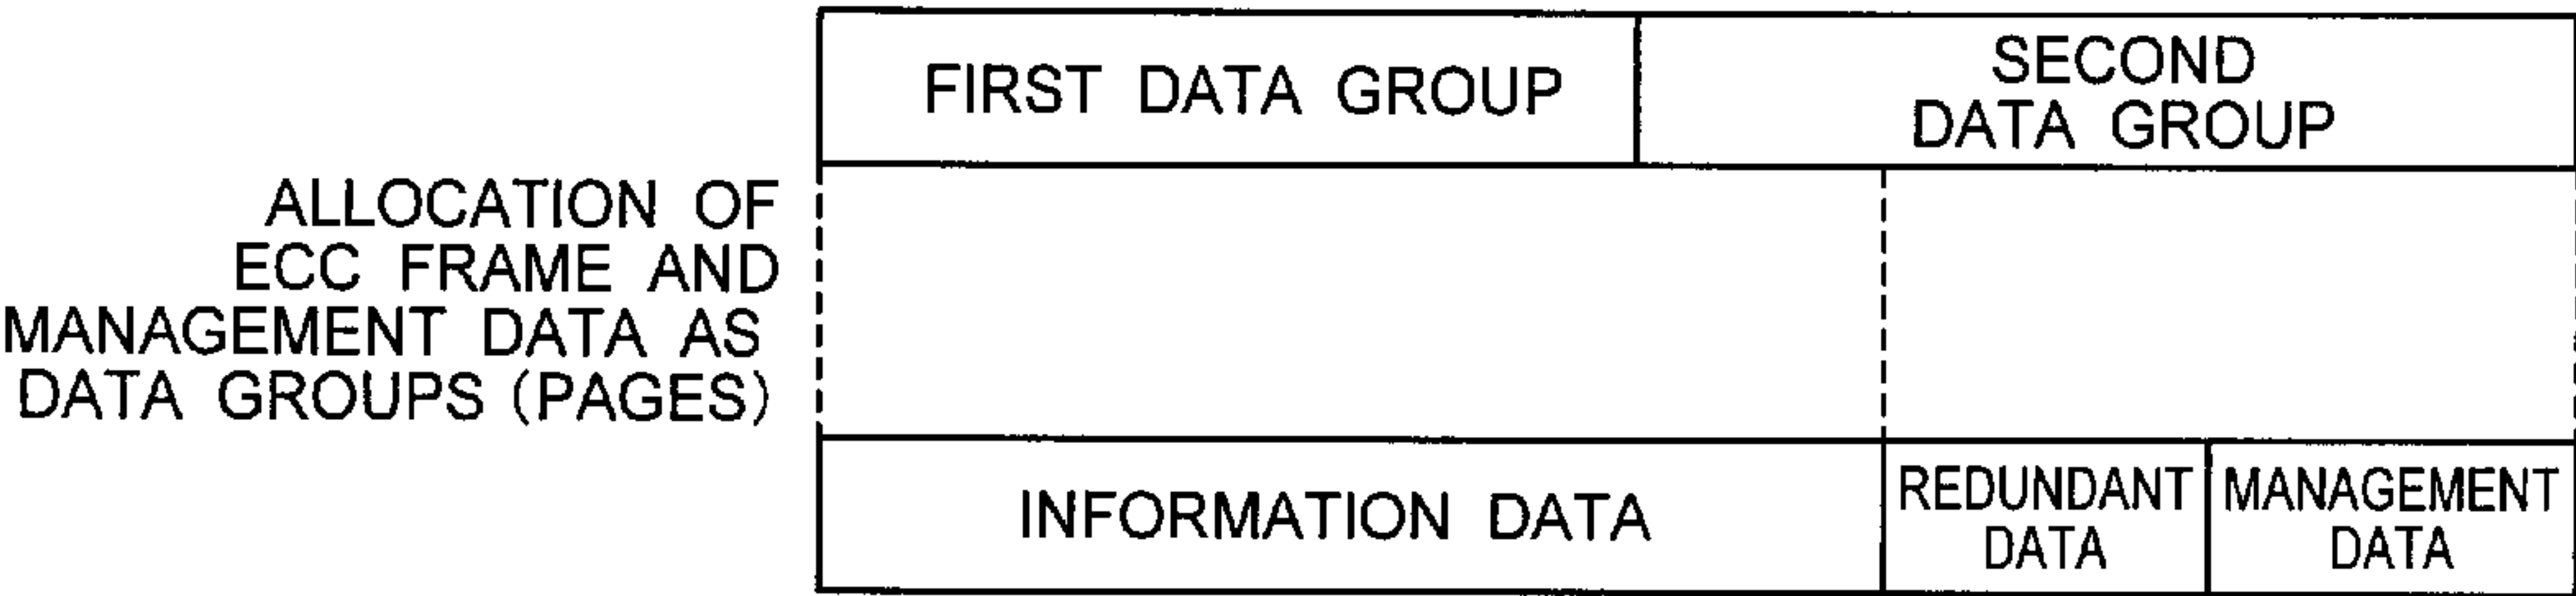 FIRST DATA GROUP
SECOND
DATA GROUP
ALLOCATION OF
ECC FRAME AND
MANAGEMENT DATA AS
DATA GROUPS (PAGES)
INFORMATION DATA
REDUNDANT
DATA
MANAGEMENT
DATA